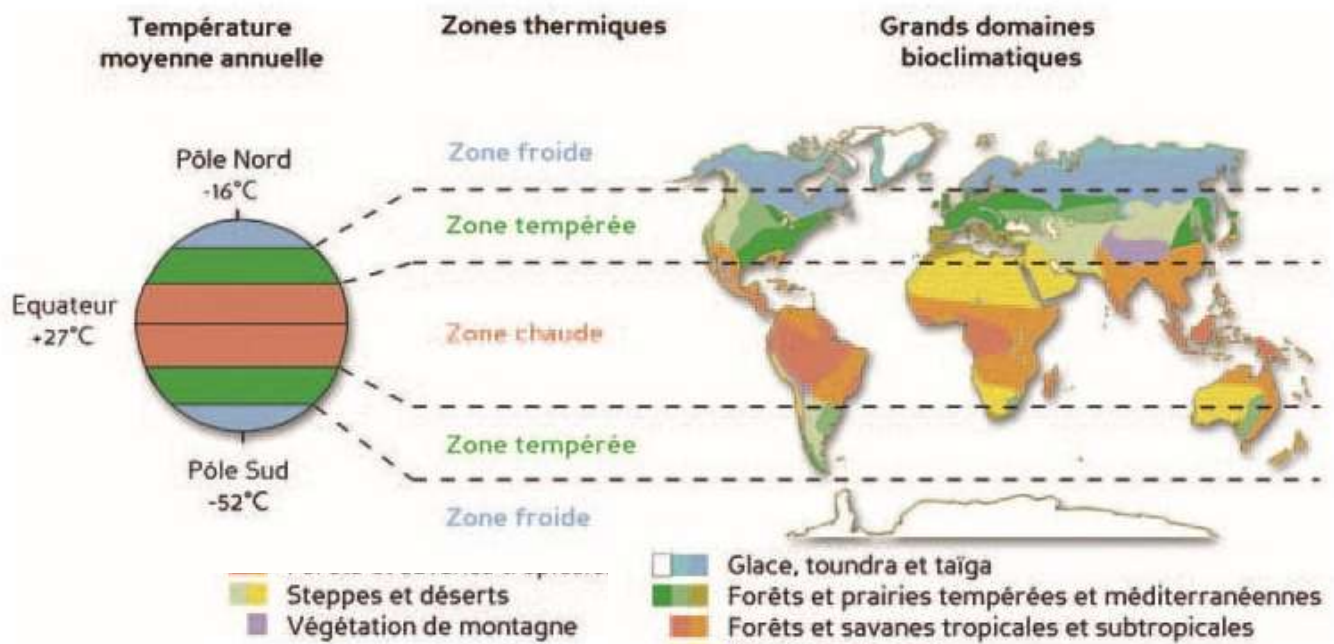 Température
moyenne annuelle
Zones thermiques
Grands domaines
bioclimatiques
Pôle Nord
-16°C
Equateur
+27°C
Pôle Sud
-52°C
Zone froide
Zone tempérée
Zone chaude
Zone tempérée
Zone froide
Steppes et déserts
Végétation de montagne
Glace, toundra et taïga
Forêts et prairies tempérées et méditerranéennes
Forêts et savanes tropicales et subtropicales